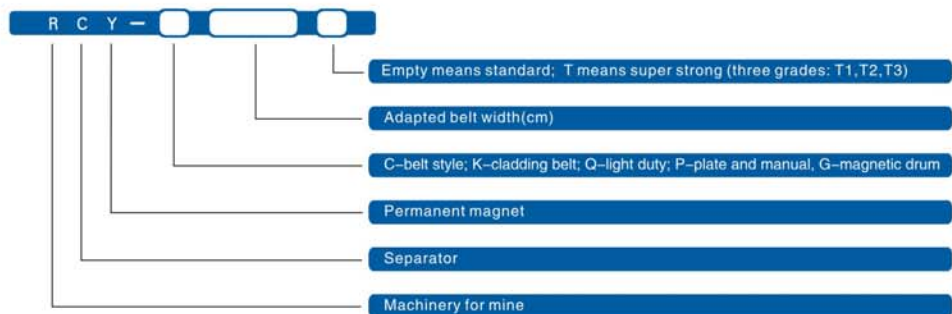 R C Y –
Empty means standard; T means super strong (three grades: T1,T2,T3)
Adapted belt width(cm)
C–belt style; K–cladding belt; Q–light duty; P–plate and manual, G–magnetic drum
Permanent magnet
Separator
Machinery for mine